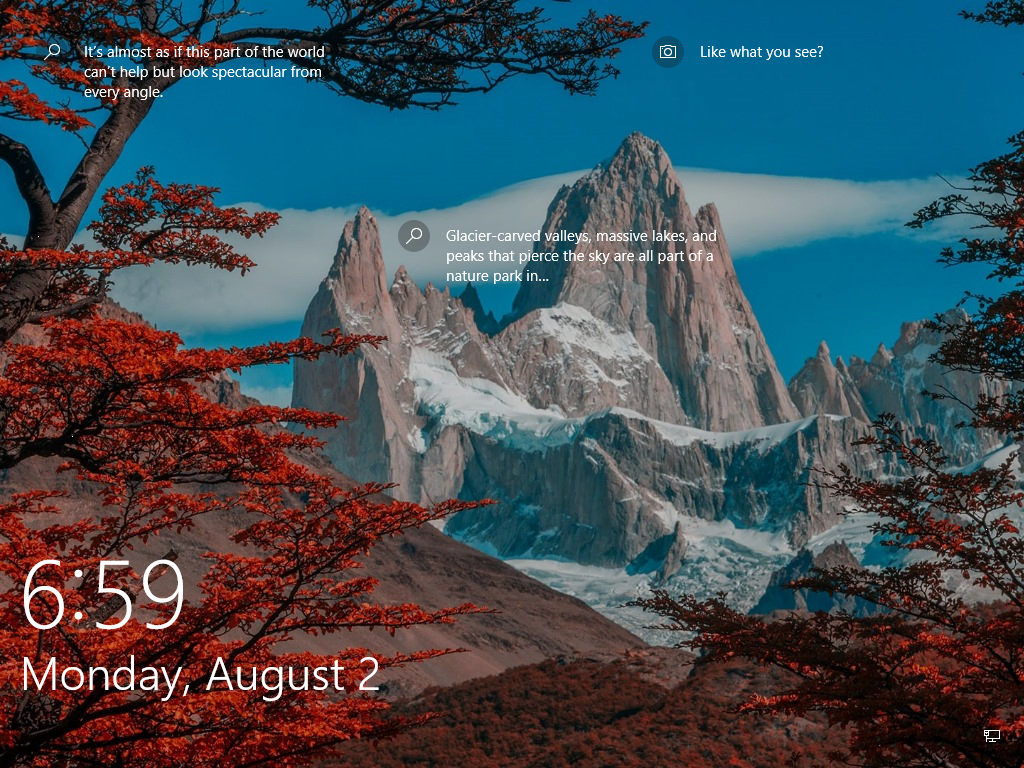 It's almost as if this part of the world
can't help but look spectacular from
every angle.
Like what you see?
Glacier-carved valleys, massive lakes, and
peaks that pierce the sky are all part of a
nature park in...
6:59
Monday, August 2